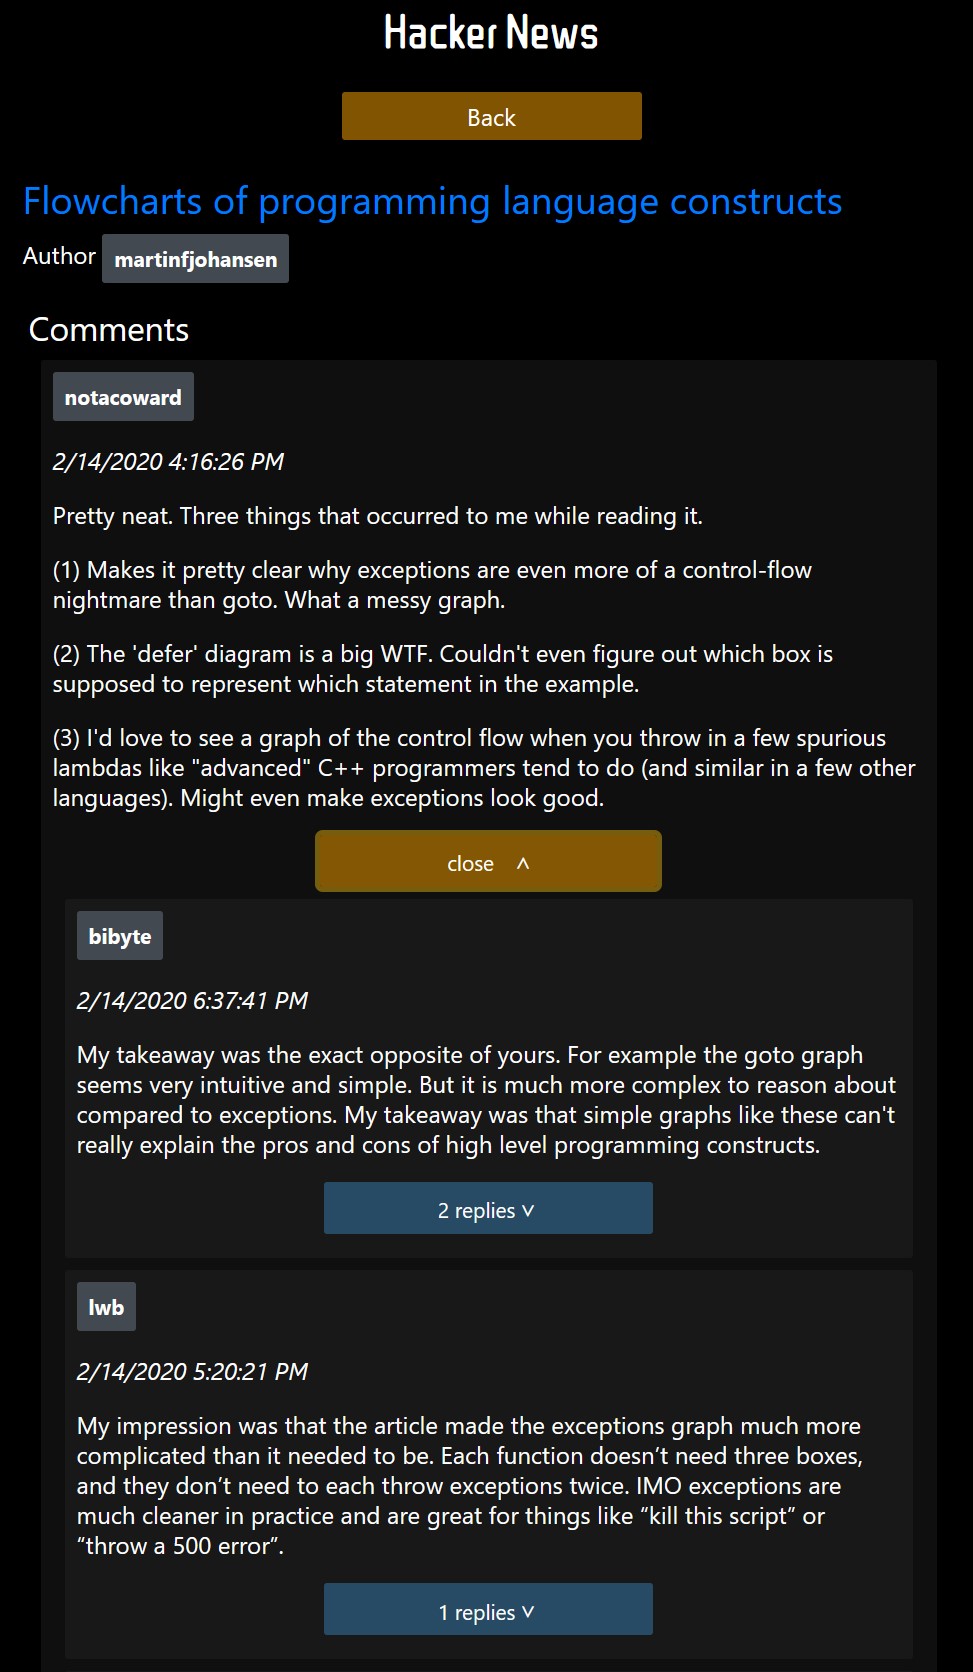 Hacker News
Back
Flowcharts of programming language constructs
Author martinfjohansen
Comments
notacoward
2/14/2020 4:16:26 PM
Pretty neat. Three things that occurred to me while reading it.
(1) Makes it pretty clear why exceptions are even more of a control-flow
nightmare than goto. What a messy graph.
(2) The 'defer' diagram is a big WTF. Couldn't even figure out which box is
supposed to represent which statement in the example.
(3) I'd love to see a graph of the control flow when you throw in a few spurious
lambdas like "advanced" C++ programmers tend to do (and similar in a few other
languages). Might even make exceptions look good.
close ˄
bibyte
2/14/2020 6:37:41 PM
My takeaway was the exact opposite of yours. For example the goto graph
seems very intuitive and simple. But it is much more complex to reason about
compared to exceptions. My takeaway was that simple graphs like these can't
really explain the pros and cons of high level programming constructs.
2 replies ˅
lwb
2/14/2020 5:20:21 PM
My impression was that the article made the exceptions graph much more
complicated than it needed to be. Each function doesn’t need three boxes,
and they don’t need to each throw exceptions twice. IMO exceptions are
much cleaner in practice and are great for things like “kill this script” or
“throw a 500 error”.
1 replies ˅